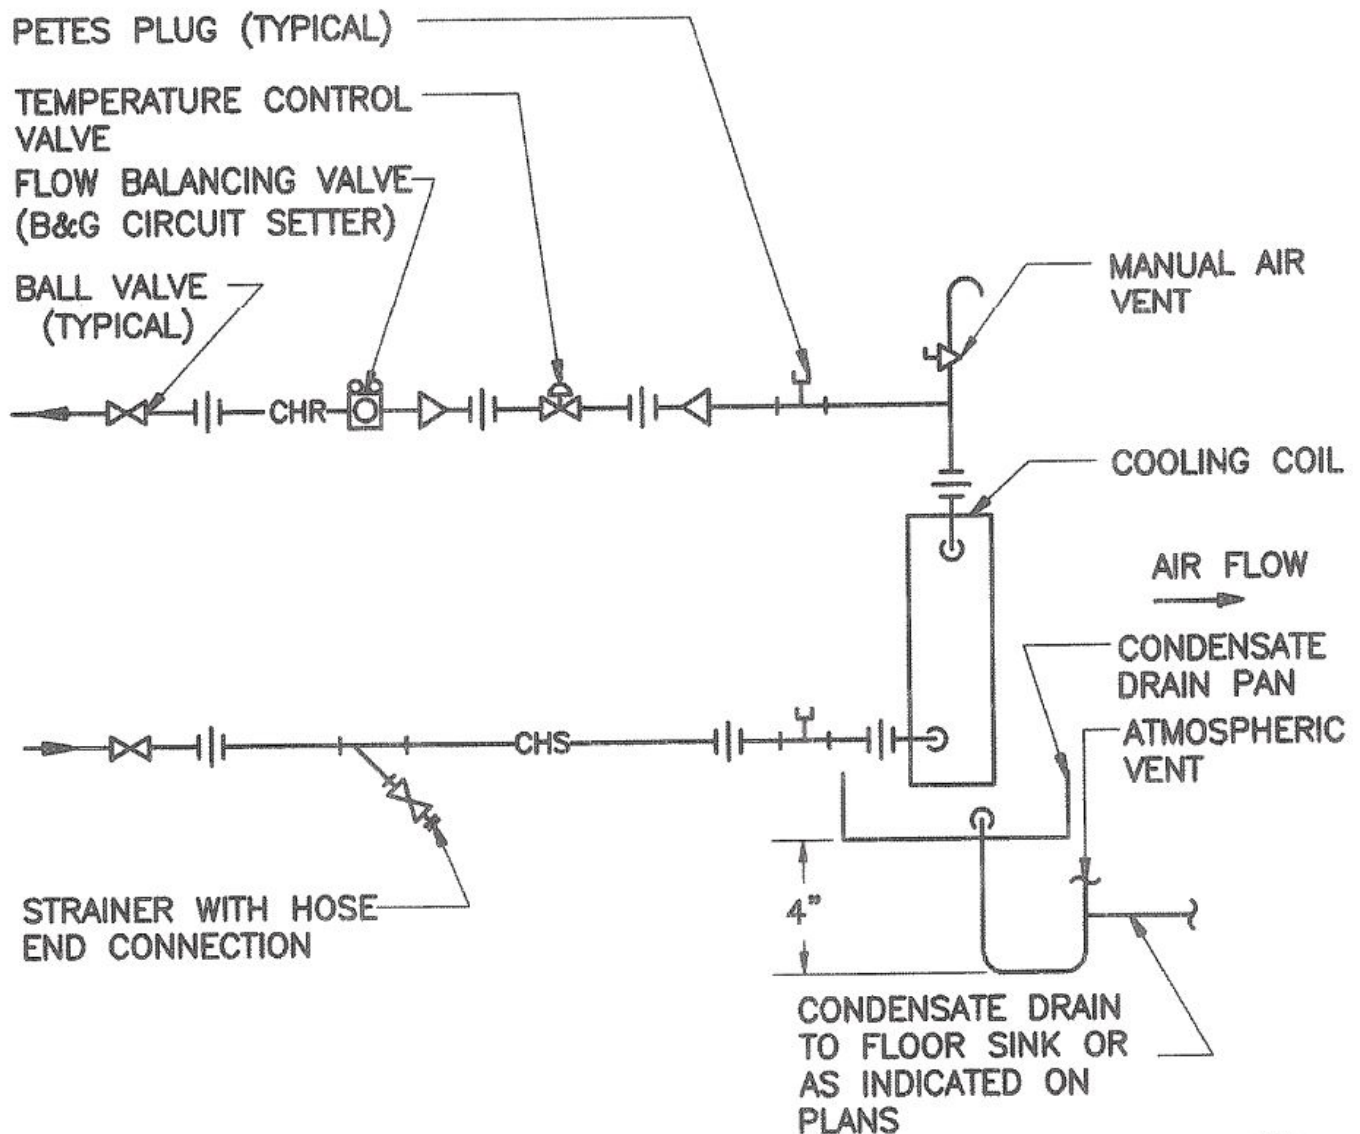 PETES PLUG (TYPICAL)
TEMPERATURE CONTROL
VALVE
FLOW BALANCING VALVE
(B&G CIRCUIT SETTER)
BALL VALVE
(TYPICAL)
MANUAL AIR
VENT
CHR
COOLING COIL
AIR FLOW
CONDENSATE
DRAIN PAN
ATMOSPHERIC
VENT
CHS
4"
STRAINER WITH HOSE
END CONNECTION
CONDENSATE DRAIN
TO FLOOR SINK OR
AS INDICATED ON
PLANS